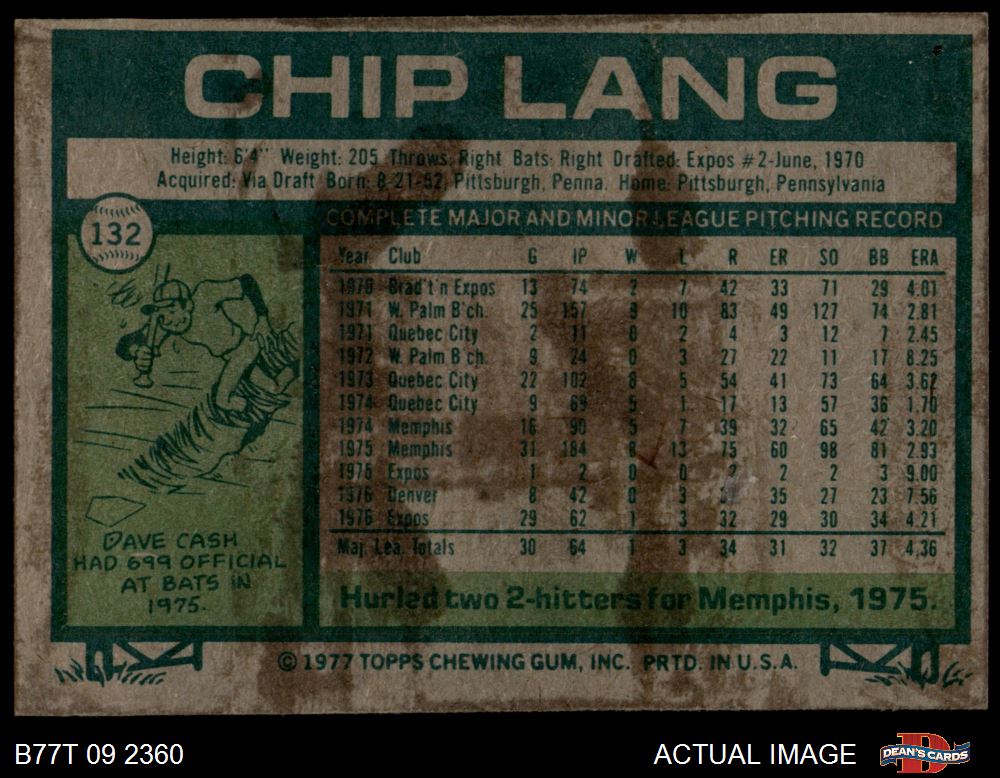 CHIP LANG
Height: 6'4" Weight: 205 Throws: Right Bats: Right Drafted: Expos #2-June, 1970
Acquired: Via Draft Born: 8-21-52, Pittsburgh, Penna. Home: Pittsburgh, Pennsylvania
132
COMPLETE MAJOR AND MINOR LEAGUE PITCHING RECORD
Year Club G IP W L R ER SO BB ERA
1970 Brad't'n Expos 13 74 2 7 42 33 71 29 4.01
1971 W. Palm B'ch. 25 157 9 10 83 49 127 74 2.81
1971 Quebec City 2 11 0 2 4 3 12 7 2.45
1972 W. Palm B'ch. 9 24 0 3 27 22 11 17 8.25
1973 Quebec City 22 102 8 5 54 41 73 64 3.62
1974 Quebec City 9 69 5 1 17 13 57 36 1.70
1974 Memphis 16 90 5 7 39 32 65 42 3.20
1975 Memphis 31 184 8 13 75 60 98 81 2.93
1975 Expos 1 2 0 0 2 2 2 3 9.00
1976 Denver 8 42 0 3 35 27 23 7.56
1976 Expos 29 62 1 3 32 29 30 34 4.21
Maj. Lea. Totals 30 64 1 3 34 31 32 37 4.36
DAVE CASH
HAD 699 OFFICIAL
AT BATS IN
1975.
Hurled two 2-hitters for Memphis, 1975.
© 1977 TOPPS CHEWING GUM, INC. PRTD. IN U.S.A.
B77T 09 2360
ACTUAL IMAGE
DEAN'S CARDS